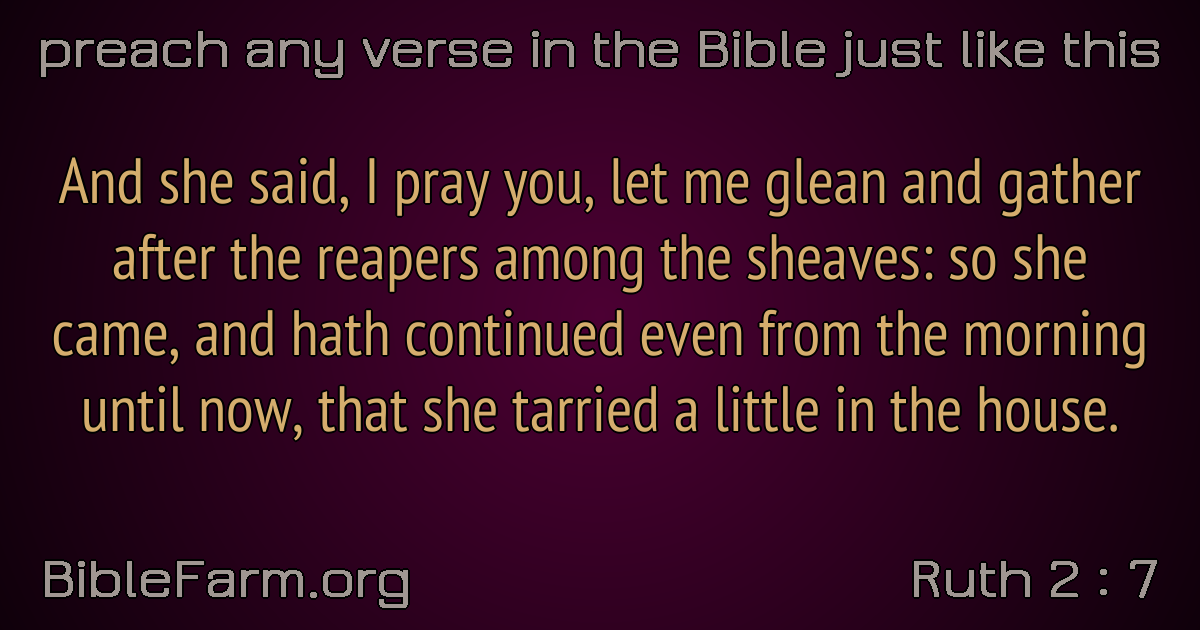 preach any verse in the Bible just like this
And she said, I pray you, let me glean and gather
after the reapers among the sheaves: so she
came, and hath continued even from the morning
until now, that she tarried a little in the house.
BibleFarm.org
Ruth 2 : 7